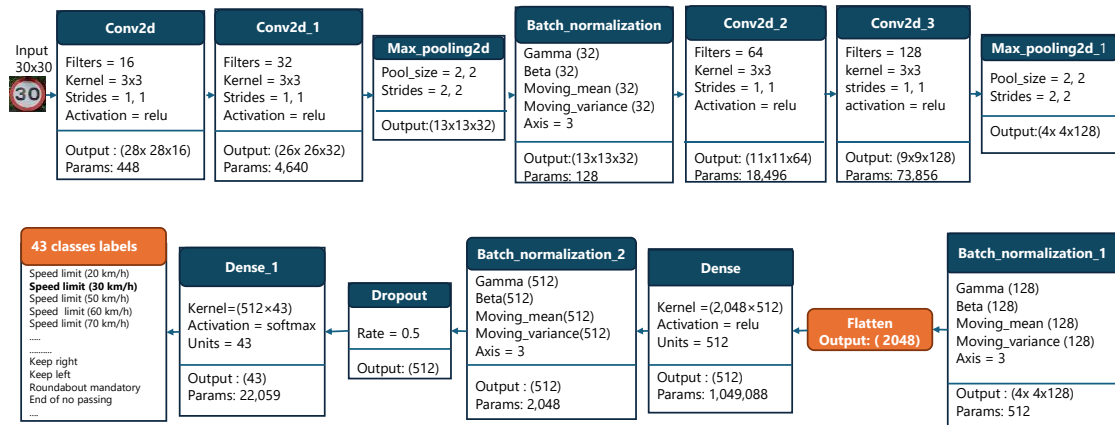 Input
30x30
30
Conv2d
Filters = 16
Kernel = 3x3
Strides = 1, 1
Activation = relu
Output : (28x 28x16)
Params: 448
Conv2d_1
Filters = 32
Kernel = 3x3
Strides = 1, 1
Activation = relu
Output: (26x 26x32)
Params: 4,640
Max_pooling2d
Pool_size = 2, 2
Strides = 2, 2
Output:(13x13x32)
Batch_normalization
Gamma (32)
Beta (32)
Moving_mean (32)
Moving_variance (32)
Axis = 3
Output:(13x13x32)
Params: 128
Conv2d_2
Filters = 64
Kernel = 3x3
Strides = 1, 1
Activation = relu
Output: (11x11x64)
Params: 18,496
Conv2d_3
Filters = 128
kernel = 3x3
strides = 1, 1
activation = relu
Output: (9x9x128)
Params: 73,856
Max_pooling2d_1
Pool_size = 2, 2
Strides = 2, 2
Output:(4x 4x128)
43 classes labels
Speed limit (20 km/h)
Speed limit (30 km/h)
Speed limit (50 km/h)
Speed limit (60 km/h)
Speed limit (70 km/h)
.....
..........
Keep right
Keep left
Roundabout mandatory
End of no passing
....
Dense_1
Kernel=(512×43)
Activation = softmax
Units = 43
Output : (43)
Params: 22,059
Dropout
Rate = 0.5
Output: (512)
Batch_normalization_2
Gamma (512)
Beta(512)
Moving_mean(512)
Moving_variance(512)
Axis = 3
Output : (512)
Params: 2,048
Dense
Kernel =(2,048×512)
Activation = relu
Units = 512
Output : (512)
Params: 1,049,088
Flatten
Output: ( 2048)
Batch_normalization_1
Gamma (128)
Beta (128)
Moving_mean (128)
Moving_variance (128)
Axis = 3
Output : (4x 4x128)
Params: 512